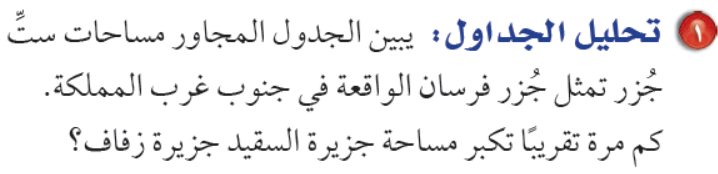 ١ تحليل الجداول: يبين الجدول المجاور مساحات ستِّ
جُزر تمثل جُزر فرسان الواقعة في جنوب غرب المملكة.
كم مرة تقريبًا تكبر مساحة جزيرة السقيد جزيرة زفاف؟